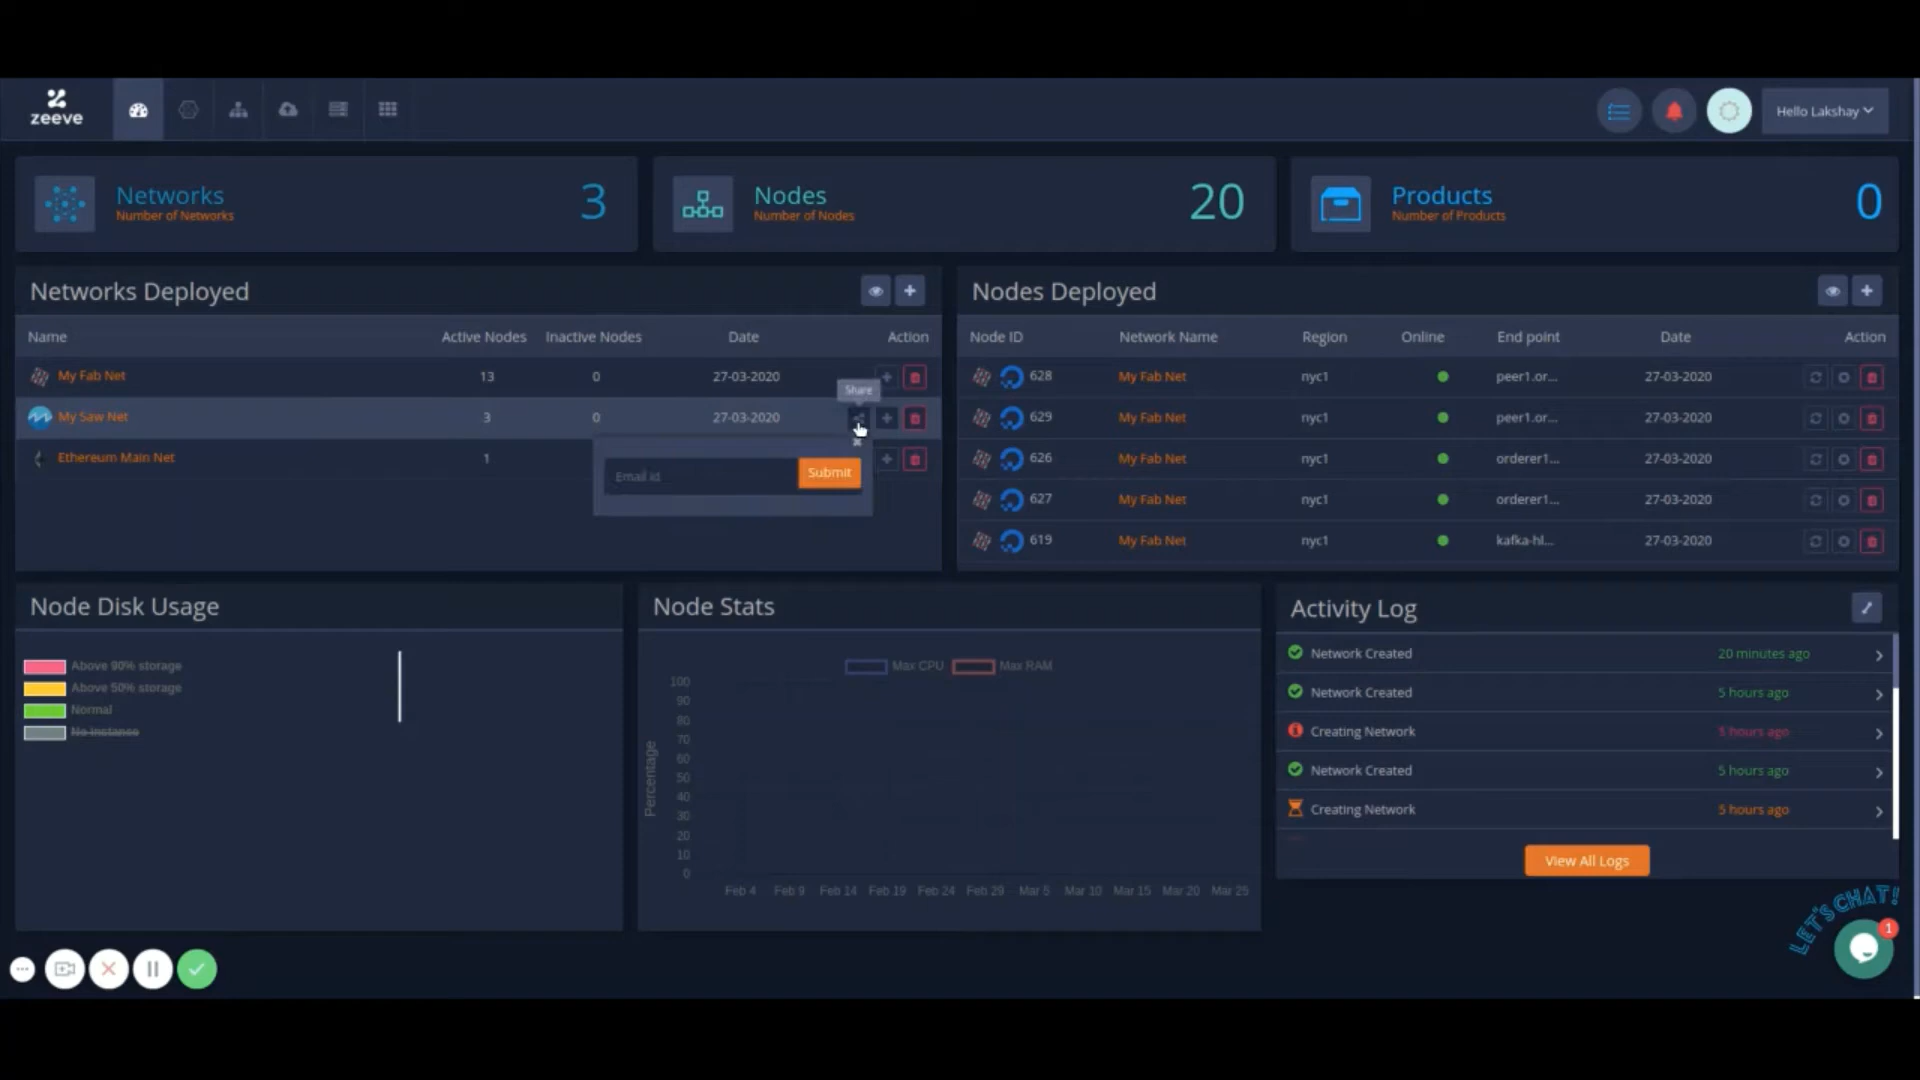 zeeve
Hello Lakshay
Networks
Number of Networks
3
Nodes
Number of Nodes
20
Products
Number of Products
0
Networks Deployed
Name Active Nodes Inactive Nodes Date Action
My Fab Net 13 0 27-03-2020
Share
My Saw Net 3 0 27-03-2020
Ethereum Main Net 1
Email id Submit
Nodes Deployed
Node ID Network Name Region Online End point Date Action
628 My Fab Net nyc1 peer1.or... 27-03-2020
629 My Fab Net nyc1 peer1.or... 27-03-2020
626 My Fab Net nyc1 orderer1... 27-03-2020
627 My Fab Net nyc1 orderer1... 27-03-2020
619 My Fab Net nyc1 kafka-hl... 27-03-2020
Node Disk Usage
Above 90% storage
Above 50% storage
Normal
No Instance
Node Stats
Max CPU Max RAM
Percentage
100
90
80
70
60
50
40
30
20
10
0
Feb 4 Feb 9 Feb 14 Feb 19 Feb 24 Feb 29 Mar 5 Mar 10 Mar 15 Mar 20 Mar 25
Activity Log
Network Created 20 minutes ago
Network Created 5 hours ago
Creating Network 5 hours ago
Network Created 5 hours ago
Creating Network 5 hours ago
View All Logs
LET'S CHAT!
1